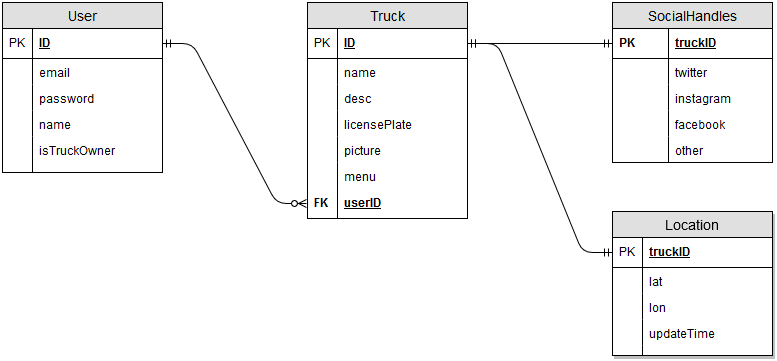 User
PK ID
email
password
name
isTruckOwner
Truck
PK ID
name
desc
licensePlate
picture
menu
FK userID
SocialHandles
PK truckID
twitter
instagram
facebook
other
Location
PK truckID
lat
lon
updateTime